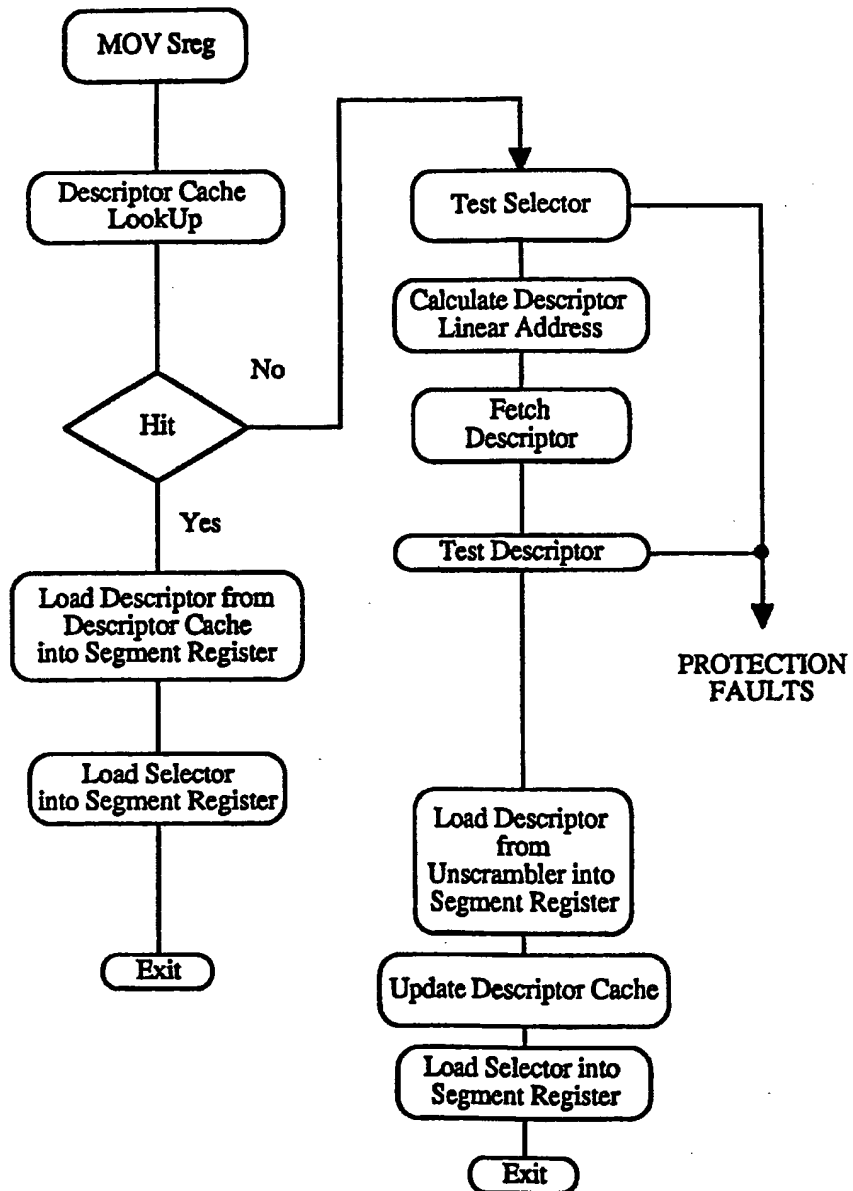 MOV Sreg
Descriptor Cache
LookUp
Hit
No
Yes
Load Descriptor from
Descriptor Cache
into Segment Register
Load Selector
into Segment Register
Exit
Test Selector
Calculate Descriptor
Linear Address
Fetch
Descriptor
Test Descriptor
PROTECTION
FAULTS
Load Descriptor
from
Unscrambler into
Segment Register
Update Descriptor Cache
Load Selector into
Segment Register
Exit